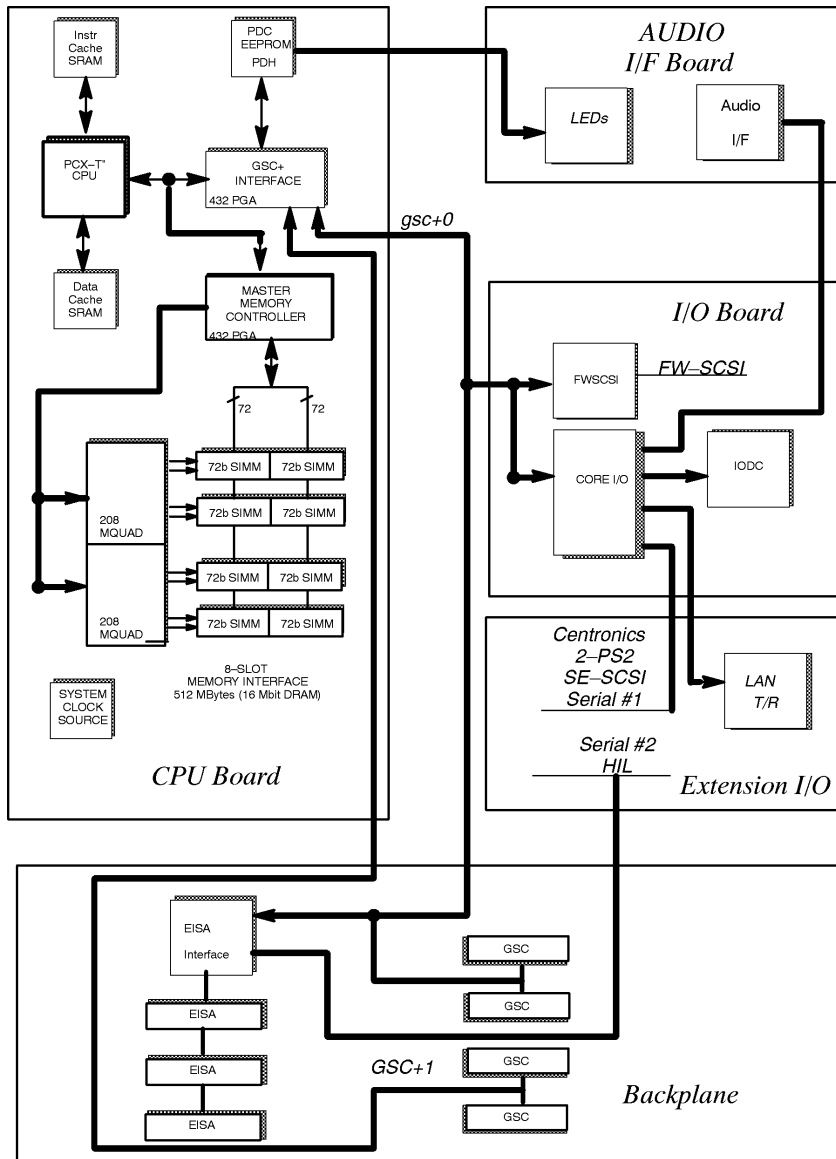 Instr
Cache
SRAM
PDC
EEPROM
PDH
AUDIO
I/F Board
LEDs
Audio
I/F
PCX–T"
CPU
GSC+
INTERFACE
432 PGA
gsc+0
Data
Cache
SRAM
MASTER
MEMORY
CONTROLLER
432 PGA
I/O Board
FWSCSI
FW–SCSI
72
72
CORE I/O
IODC
72b SIMM
72b SIMM
72b SIMM
72b SIMM
208
MQUAD
72b SIMM
72b SIMM
72b SIMM
72b SIMM
208
MQUAD
8–SLOT
MEMORY INTERFACE
512 MBytes (16 Mbit DRAM)
SYSTEM
CLOCK
SOURCE
CPU Board
Centronics
2–PS2
SE–SCSI
Serial #1
LAN
T/R
Serial #2
HIL
Extension I/O
EISA
Interface
GSC
GSC
EISA
EISA
EISA
GSC+1
GSC
GSC
Backplane